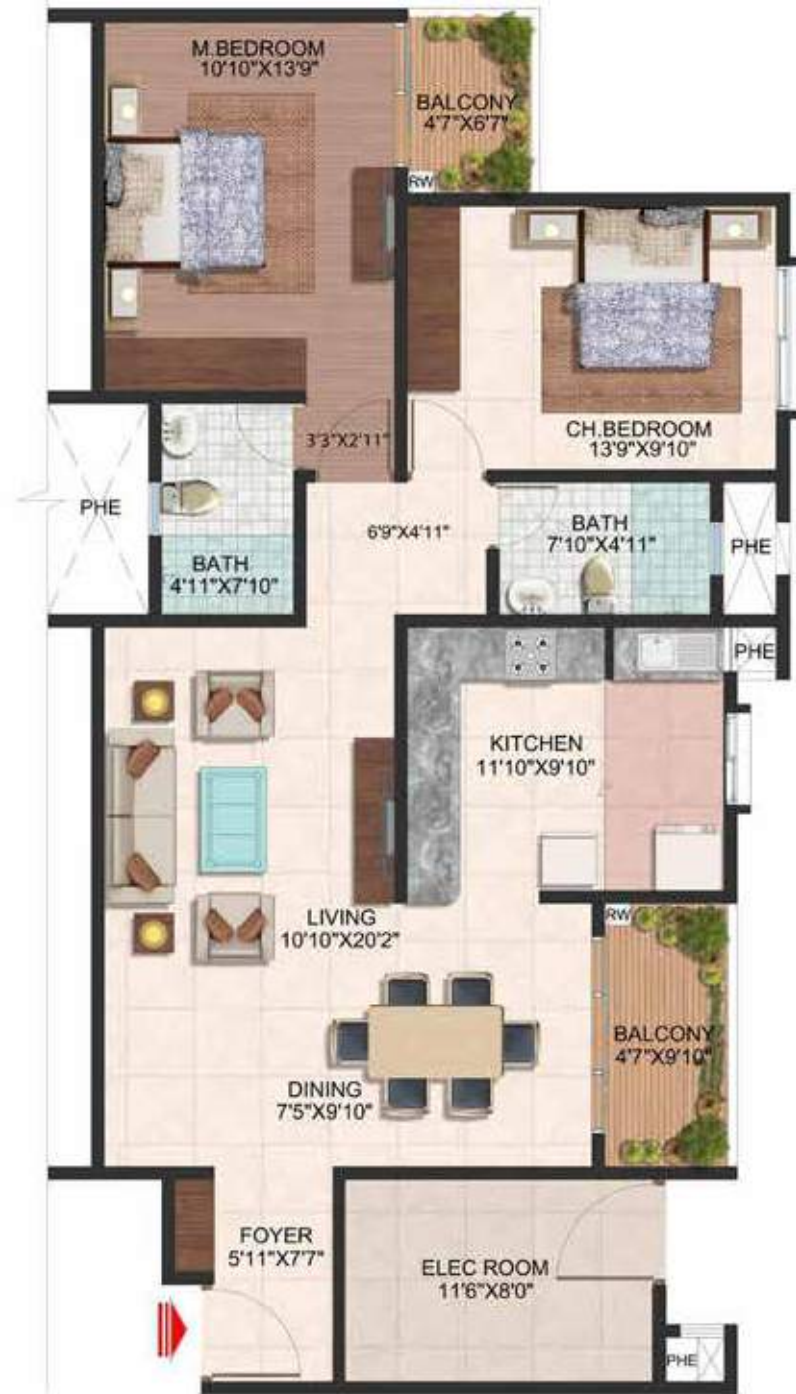 M.BEDROOM
10'10"X13'9"
BALCONY
4'7"X6'7"
RW
CH.BEDROOM
13'9"X9'10"
3'3"X2'11"
PHE
BATH
4'11"X7'10"
6'9"X4'11"
BATH
7'10"X4'11"
PHE
PHE
KITCHEN
11'10"X9'10"
LIVING
10'10"X20'2"
RW
BALCONY
4'7"X9'10"
DINING
7'5"X9'10"
FOYER
5'11"X7'7"
ELEC ROOM
11'6"X8'0"
PHE